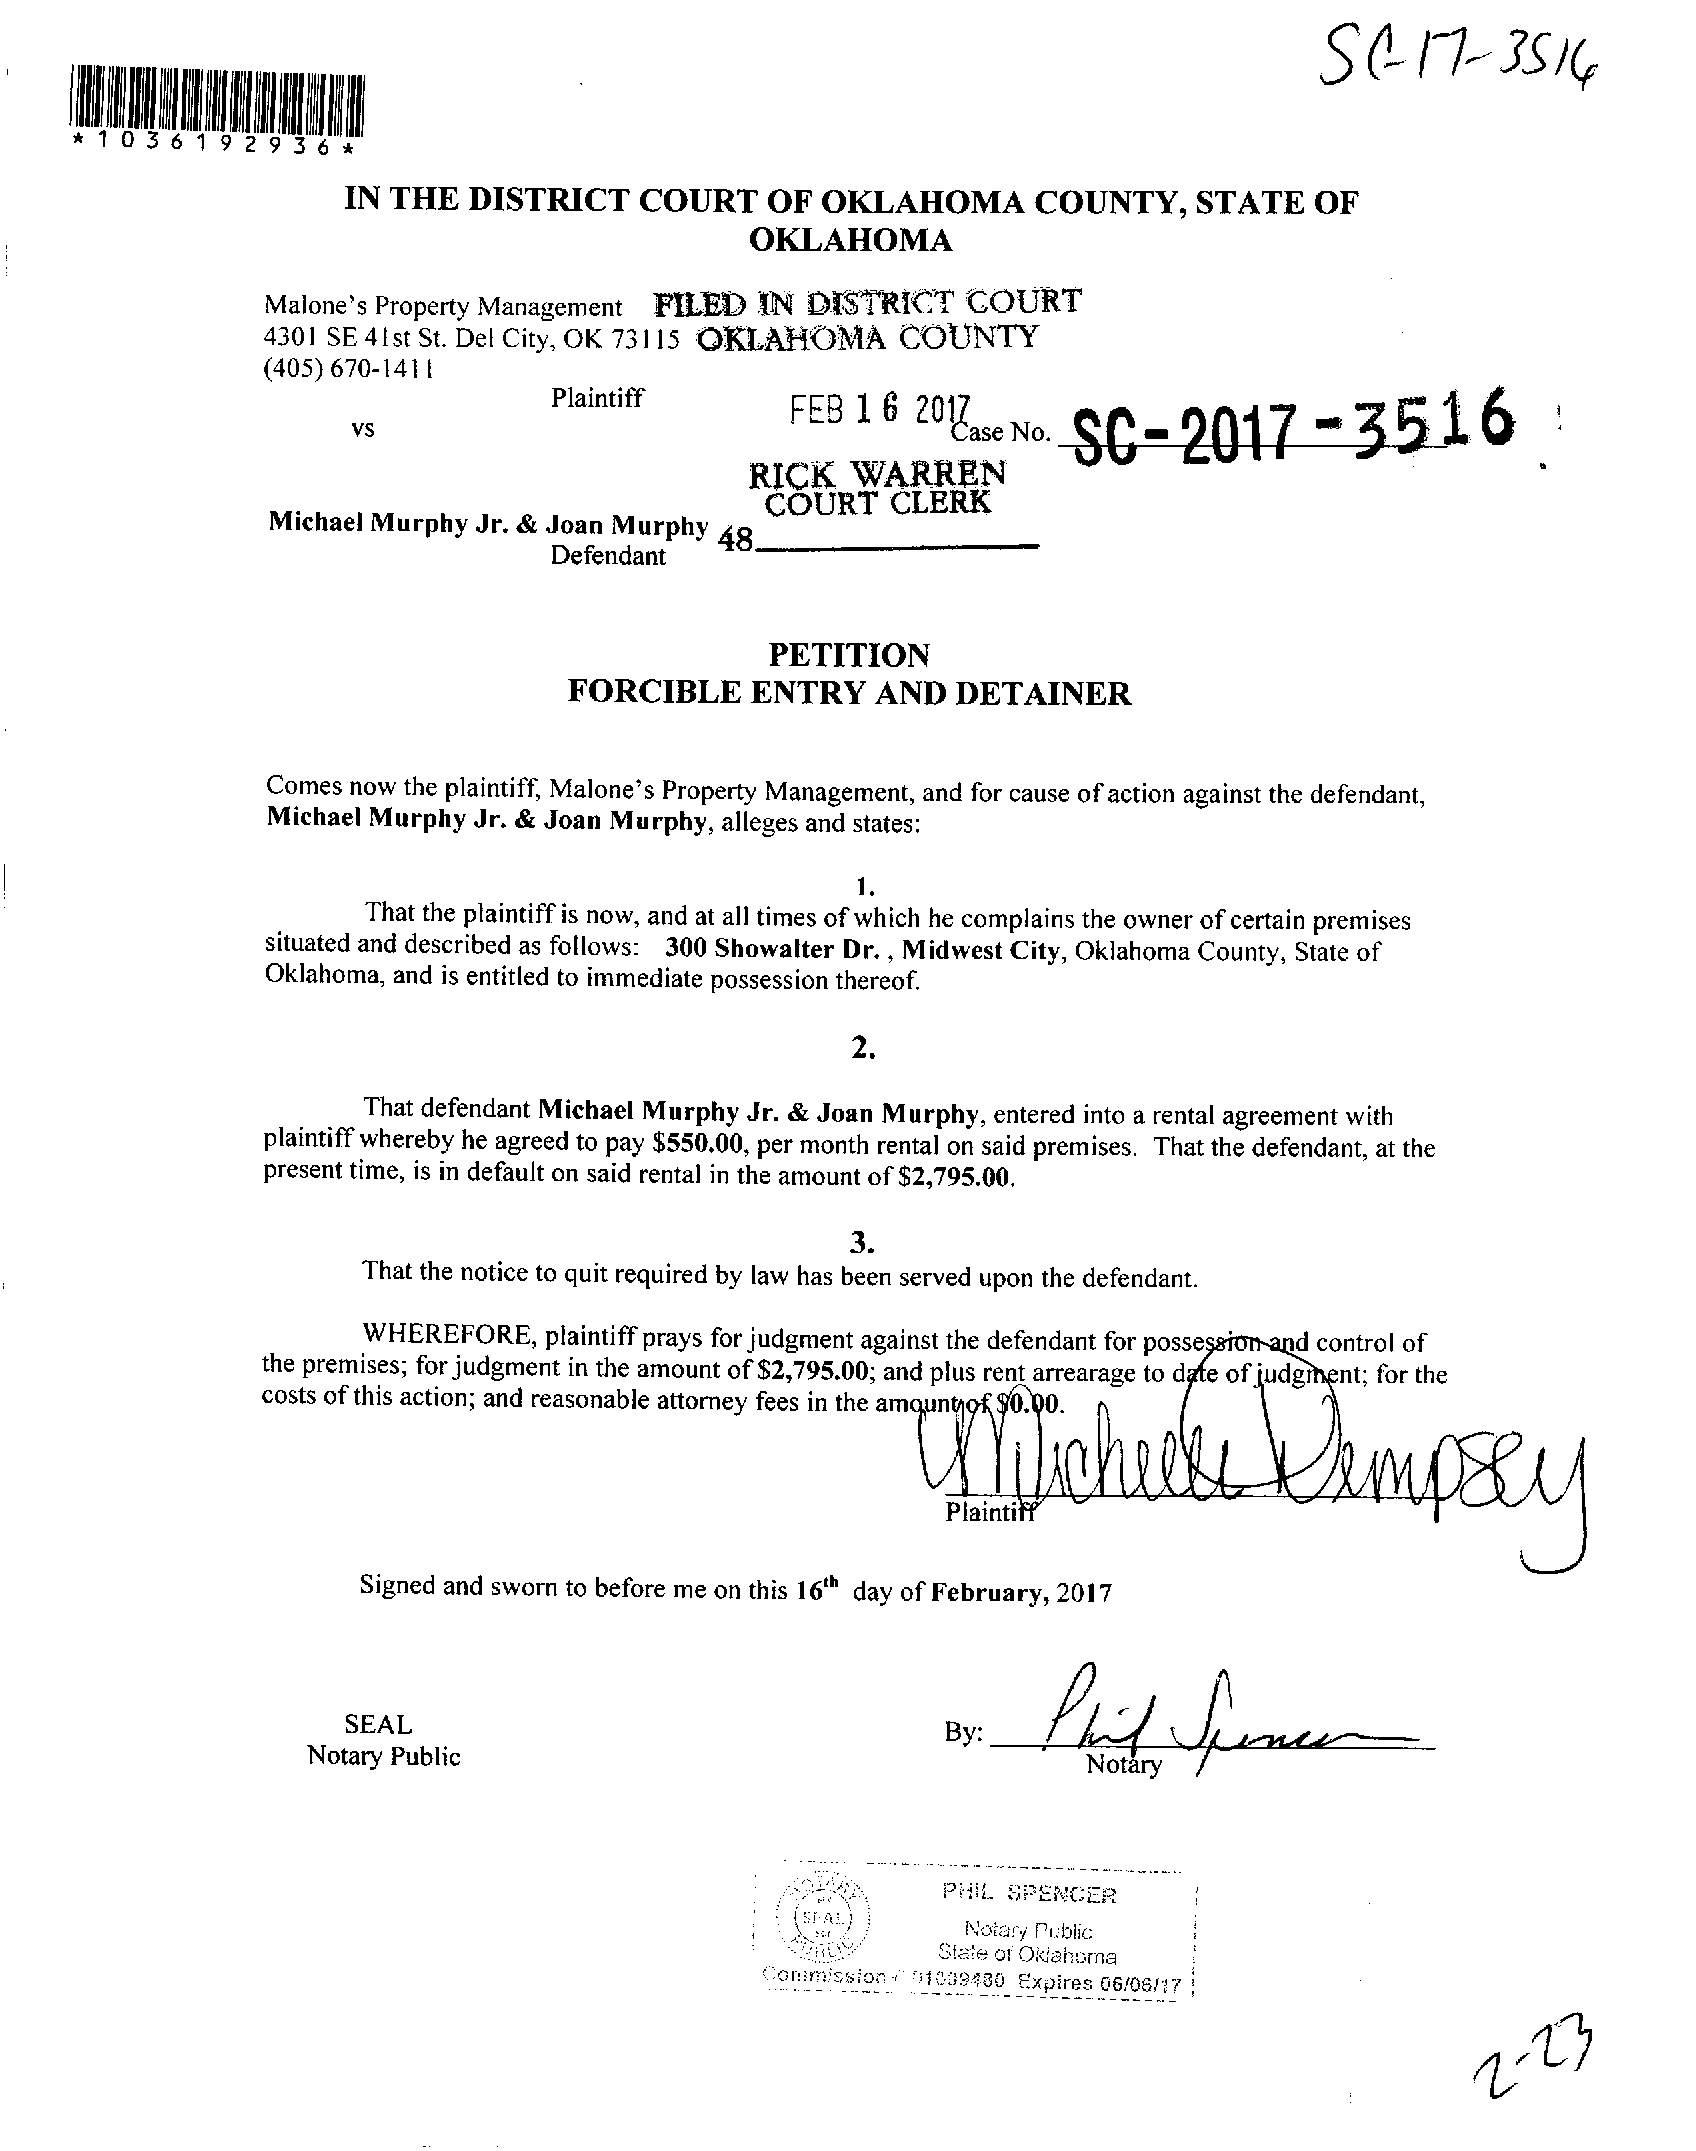 SC-17-3516
*1036192936*
IN THE DISTRICT COURT OF OKLAHOMA COUNTY, STATE OF
OKLAHOMA
Malone's Property Management FILED IN DISTRICT COURT
4301 SE 41st St. Del City, OK 73115 OKLAHOMA COUNTY
(405) 670-1411
Plaintiff FEB 16 2017
vs Case No. SC-2017-3516
RICK WARREN
COURT CLERK
Michael Murphy Jr. & Joan Murphy 48
Defendant
PETITION
FORCIBLE ENTRY AND DETAINER
Comes now the plaintiff, Malone's Property Management, and for cause of action against the defendant,
Michael Murphy Jr. & Joan Murphy, alleges and states:
1.
That the plaintiff is now, and at all times of which he complains the owner of certain premises
situated and described as follows: 300 Showalter Dr. , Midwest City, Oklahoma County, State of
Oklahoma, and is entitled to immediate possession thereof.
2.
That defendant Michael Murphy Jr. & Joan Murphy, entered into a rental agreement with
plaintiff whereby he agreed to pay $550.00, per month rental on said premises. That the defendant, at the
present time, is in default on said rental in the amount of $2,795.00.
3.
That the notice to quit required by law has been served upon the defendant.
WHEREFORE, plaintiff prays for judgment against the defendant for possession and control of
the premises; for judgment in the amount of $2,795.00; and plus rent arrearage to date of judgment; for the
costs of this action; and reasonable attorney fees in the amount of $0.00.
Michelle Dempsey
Plaintiff
Signed and sworn to before me on this 16th day of February, 2017
SEAL
Notary Public
By: Phil Spencer
Notary
PHIL SPENCER
SEAL
Notary Public
State of Oklahoma
Commission # 01009480 Expires 06/06/17
2-23